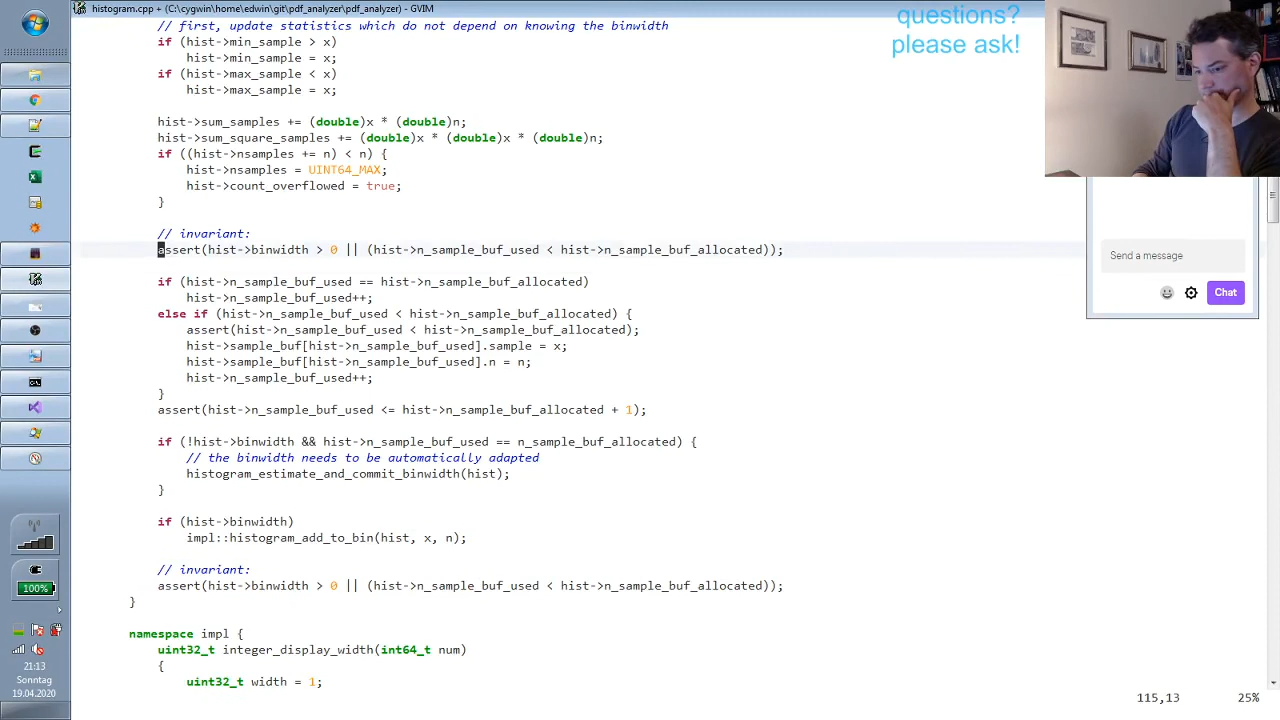 histogram.cpp + (C:\cygwin\home\edwin\git\pdf_analyzer\pdf_analyzer) - GVIM
questions?
please ask!
// first, update statistics which do not depend on knowing the binwidth
if (hist->min_sample > x)
hist->min_sample = x;
if (hist->max_sample < x)
hist->max_sample = x;
hist->sum_samples += (double)x * (double)n;
hist->sum_square_samples += (double)x * (double)x * (double)n;
if ((hist->nsamples += n) < n) {
hist->nsamples = UINT64_MAX;
hist->count_overflowed = true;
}
// invariant:
assert(hist->binwidth > 0 || (hist->n_sample_buf_used < hist->n_sample_buf_allocated));
if (hist->n_sample_buf_used == hist->n_sample_buf_allocated)
hist->n_sample_buf_used++;
else if (hist->n_sample_buf_used < hist->n_sample_buf_allocated) {
assert(hist->n_sample_buf_used < hist->n_sample_buf_allocated);
hist->sample_buf[hist->n_sample_buf_used].sample = x;
hist->sample_buf[hist->n_sample_buf_used].n = n;
hist->n_sample_buf_used++;
}
assert(hist->n_sample_buf_used <= hist->n_sample_buf_allocated + 1);
if (!hist->binwidth && hist->n_sample_buf_used == n_sample_buf_allocated) {
// the binwidth needs to be automatically adapted
histogram_estimate_and_commit_binwidth(hist);
}
if (hist->binwidth)
impl::histogram_add_to_bin(hist, x, n);
// invariant:
assert(hist->binwidth > 0 || (hist->n_sample_buf_used < hist->n_sample_buf_allocated));
}
namespace impl {
uint32_t integer_display_width(int64_t num)
{
uint32_t width = 1;
115,13 25%
Send a message
Chat
100%
21:13
Sonntag
19.04.2020